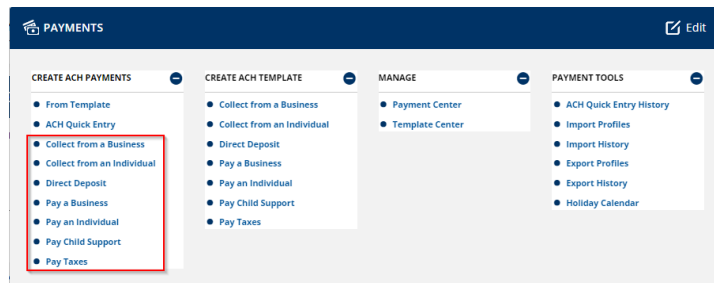 PAYMENTS
Edit
CREATE ACH PAYMENTS
From Template
ACH Quick Entry
Collect from a Business
Collect from an Individual
Direct Deposit
Pay a Business
Pay an Individual
Pay Child Support
Pay Taxes
CREATE ACH TEMPLATE
Collect from a Business
Collect from an Individual
Direct Deposit
Pay a Business
Pay an Individual
Pay Child Support
Pay Taxes
MANAGE
Payment Center
Template Center
PAYMENT TOOLS
ACH Quick Entry History
Import Profiles
Import History
Export Profiles
Export History
Holiday Calendar